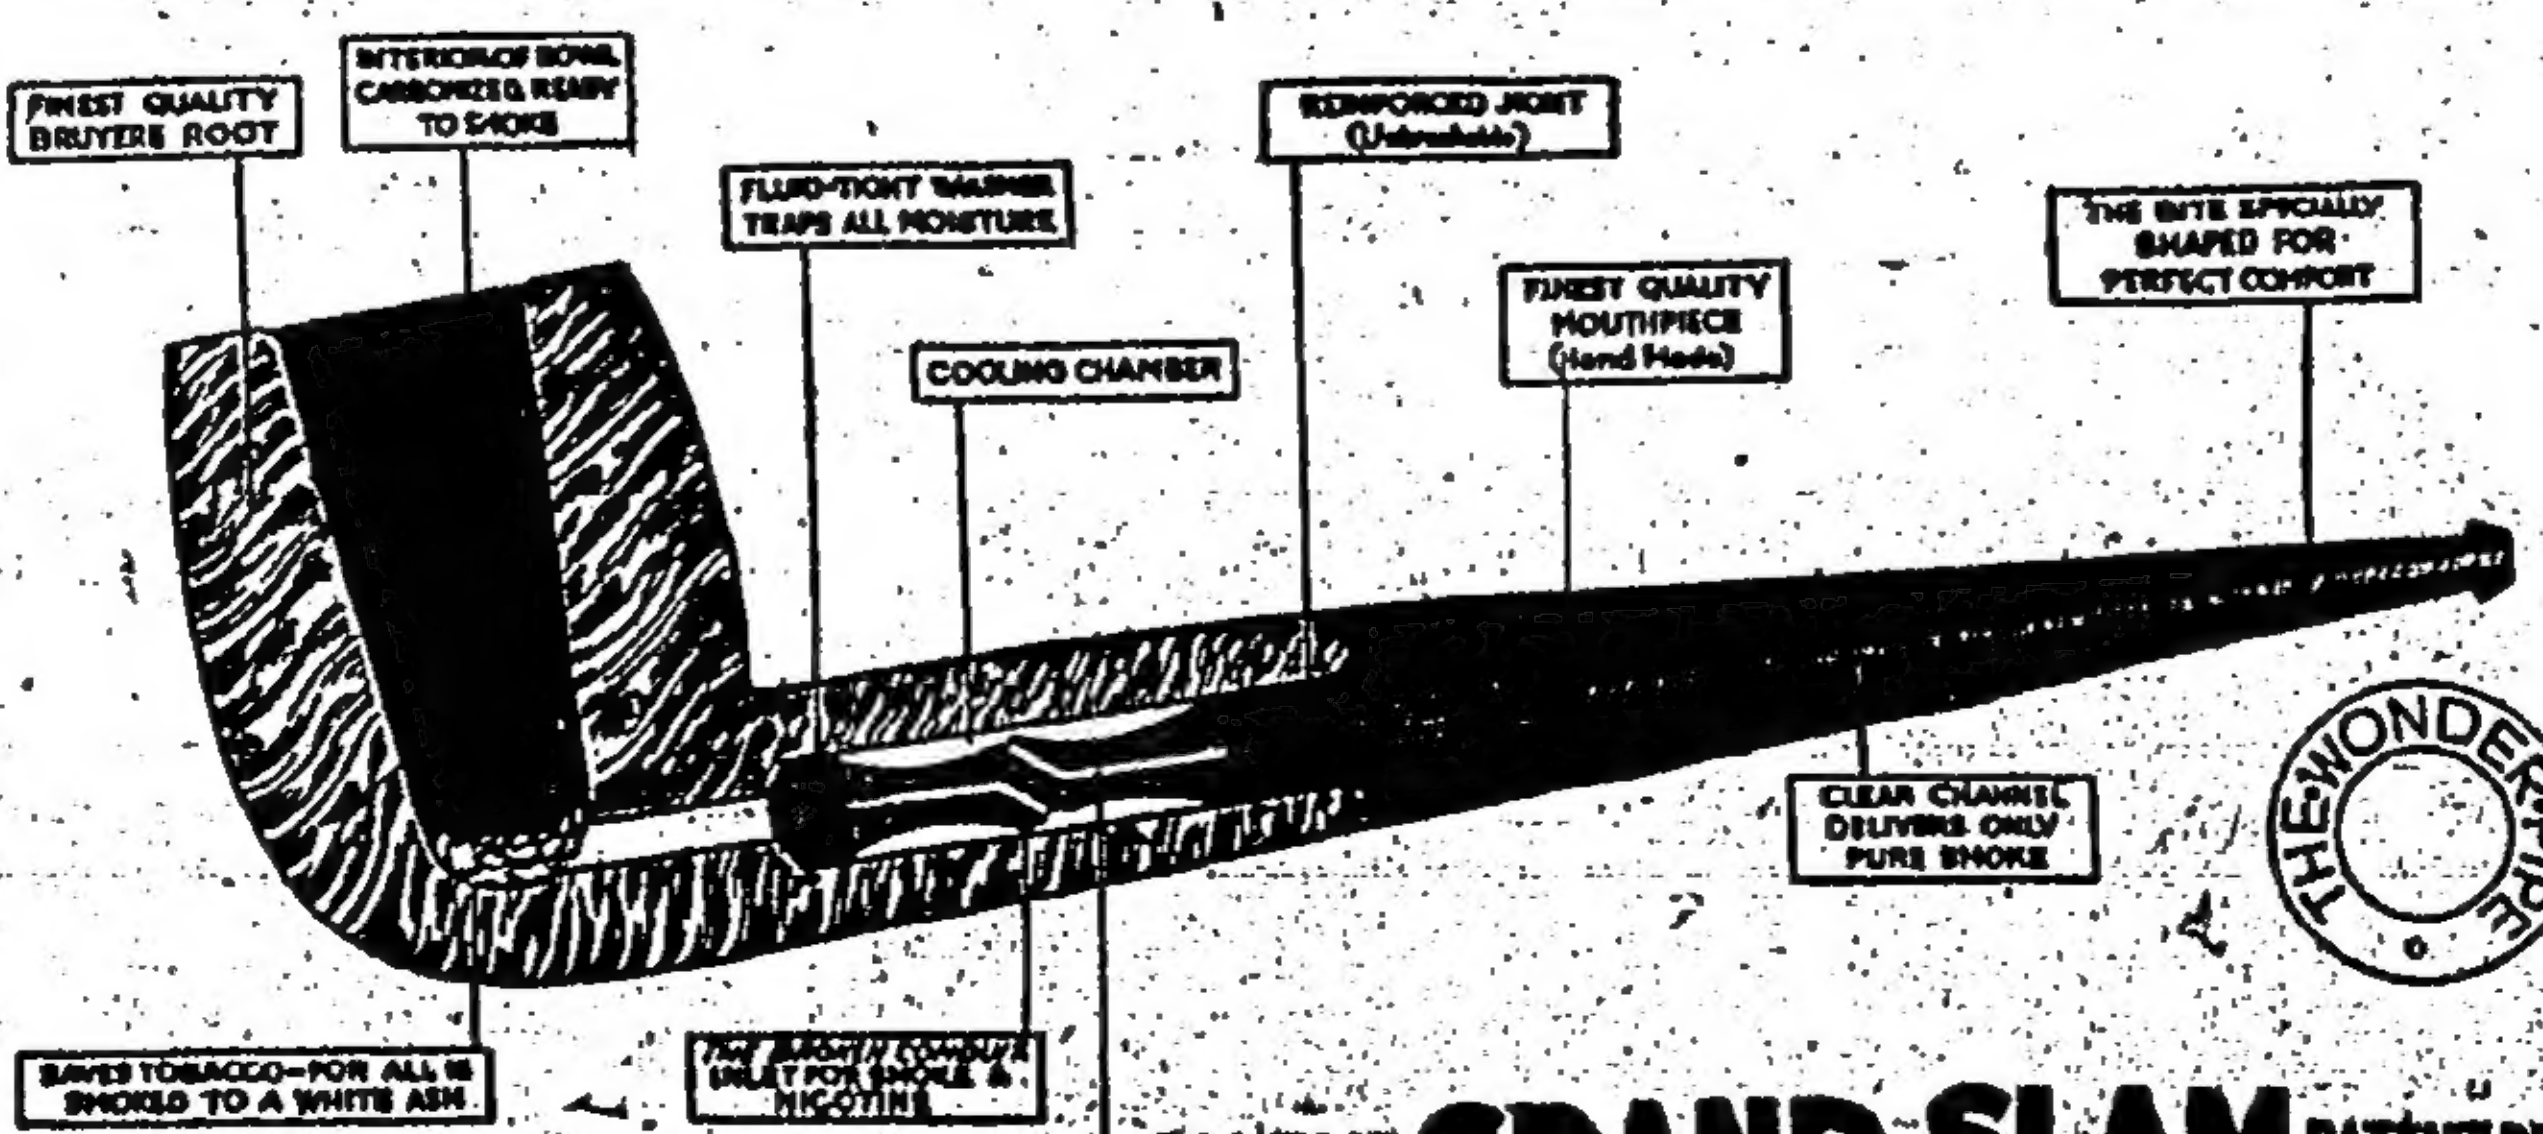 FINEST QUALITY
BRUYERE ROOT
INTERIOR OF BOWL
CARBONIZED, READY
TO SMOKE
FLUID-TIGHT WASHER
TRAPS ALL MOISTURE
COOLING CHAMBER
REINFORCED JOINT
(Unbreakable)
FINEST QUALITY
MOUTHPIECE
(Hand Made)
THE BITE SPECIALLY
SHAPED FOR
PERFECT COMFORT
CLEAR CHANNEL
DELIVERS ONLY
PURE SMOKE
THE WONDER PIPE
SAVES TOBACCO—FOR ALL IS
SMOKED TO A WHITE ASH
INLET FOR SMOKE &
NICOTINE
GRAND SLAM